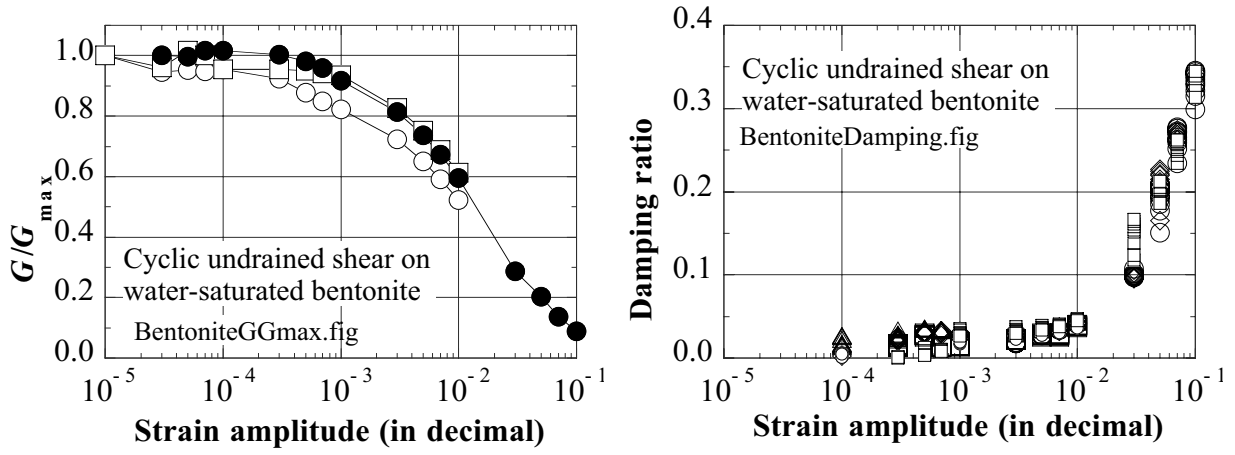 1.0
0.8
0.6
0.4
0.2
0.0
G/G max
Cyclic undrained shear on
water-saturated bentonite
BentoniteGGmax.fig
10-5 10-4 10-3 10-2 10-1
Strain amplitude (in decimal)
0.4
0.3
0.2
0.1
0.0
Damping ratio
Cyclic undrained shear on
water-saturated bentonite
BentoniteDamping.fig
10-5 10-4 10-3 10-2 10-1
Strain amplitude (in decimal)